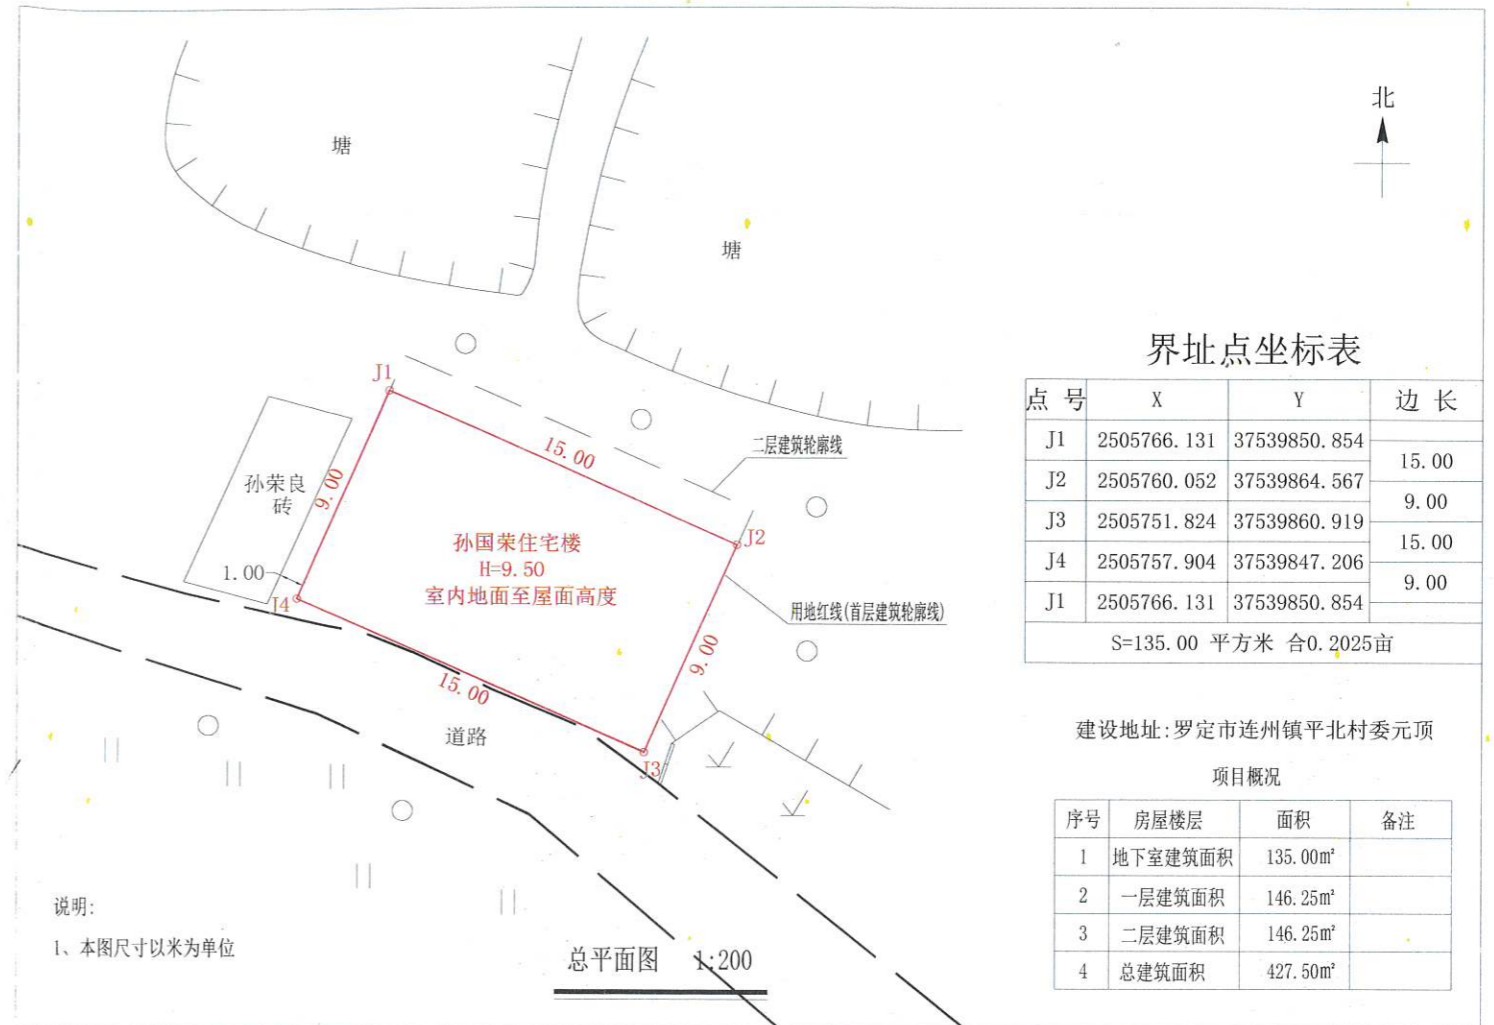 北
塘
塘
J1
15.00
二层建筑轮廓线
9.00
孙荣良
砖
J2
孙国荣住宅楼
H=9.50
室内地面至屋面高度
1.00
J4
用地红线(首层建筑轮廓线)
9.00
15.00
道路
J3
界址点坐标表
点 号 X Y 边 长
J1 2505766.131 37539850.854
15.00
J2 2505760.052 37539864.567
9.00
J3 2505751.824 37539860.919
15.00
J4 2505757.904 37539847.206
9.00
J1 2505766.131 37539850.854
S=135.00 平方米 合0.2025亩
建设地址:罗定市连州镇平北村委元顶
项目概况
序号 房屋楼层 面积 备注
1 地下室建筑面积 135.00m²
2 一层建筑面积 146.25m²
3 二层建筑面积 146.25m²
4 总建筑面积 427.50m²
说明:
1、本图尺寸以米为单位
总平面图 1:200